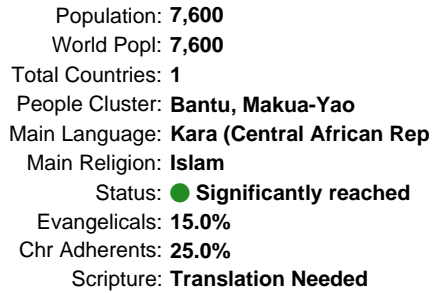 Population: 7,600
World Popl: 7,600
Total Countries: 1
People Cluster: Bantu, Makua-Yao
Main Language: Kara (Central African Rep
Main Religion: Islam
Status: Significantly reached
Evangelicals: 15.0%
Chr Adherents: 25.0%
Scripture: Translation Needed